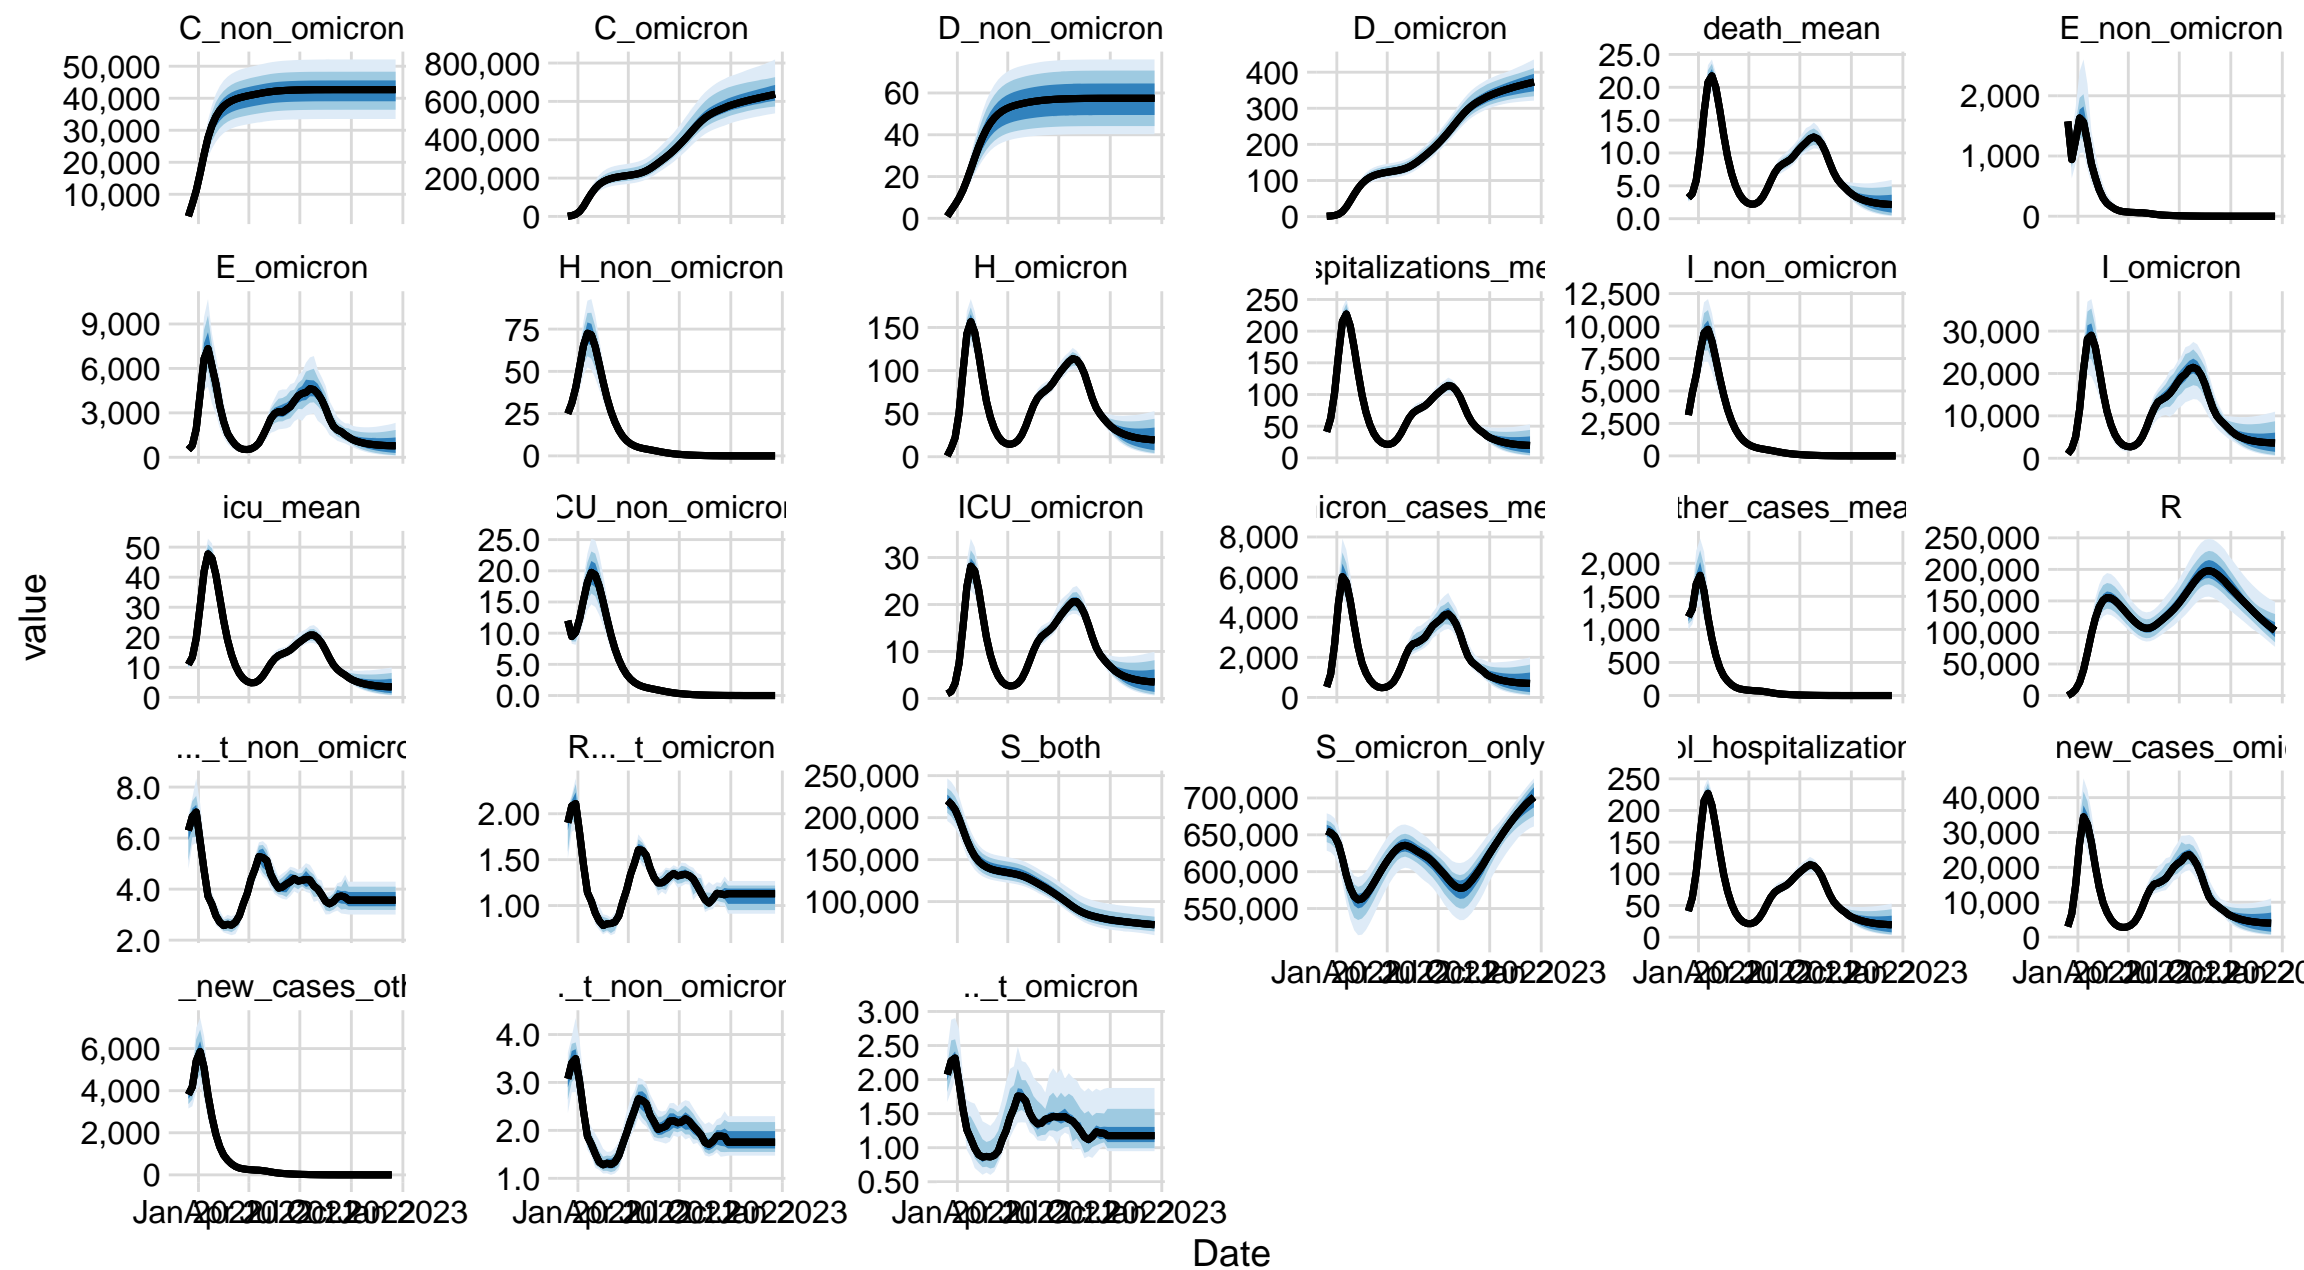 C_non_omicron C_omicron D_non_omicron D_omicron death_mean E_non_omicron
50,000 40,000 30,000 20,000 10,000
800,000 600,000 400,000 200,000 0
60 40 20 0
400 300 200 100 0
25.0 20.0 15.0 10.0 5.0 0.0
2,000 1,000 0
E_omicron H_non_omicron H_omicron spitalizations_me I_non_omicron I_omicron
9,000 6,000 3,000 0
75 50 25 0
150 100 50 0
250 200 150 100 50 0
12,500 10,000 7,500 5,000 2,500 0
30,000 20,000 10,000 0
icu_mean CU_non_omicron ICU_omicron icron_cases_me ther_cases_mea R
50 40 30 20 10 0
25.0 20.0 15.0 10.0 5.0 0.0
30 20 10 0
8,000 6,000 4,000 2,000 0
2,000 1,500 1,000 500 0
250,000 200,000 150,000 100,000 50,000 0
value
..._t_non_omicro R..._t_omicron S_both S_omicron_only ol_hospitalization new_cases_omi
8.0 6.0 4.0 2.0
2.00 1.50 1.00
250,000 200,000 150,000 100,000
700,000 650,000 600,000 550,000
250 200 150 100 50 0
40,000 30,000 20,000 10,000 0
_new_cases_oth ._t_non_omicron .._t_omicron
6,000 4,000 2,000 0
4.0 3.0 2.0 1.0
3.00 2.50 2.00 1.50 1.00 0.50
Date